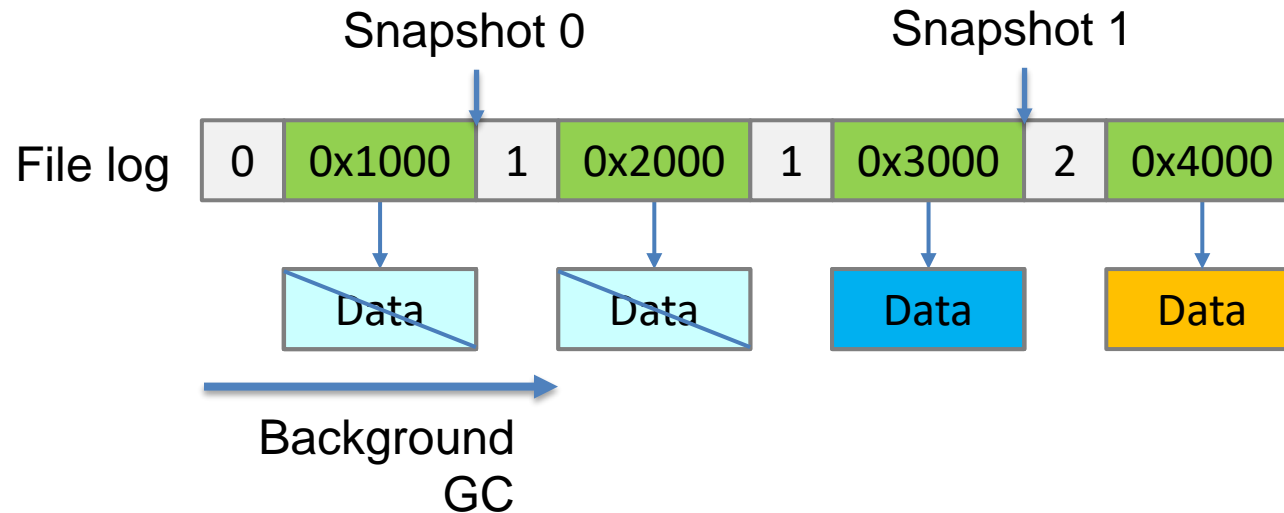 Snapshot 0 Snapshot 1
File log 0 0x1000 1 0x2000 1 0x3000 2 0x4000
Data Data Data Data
Background
GC